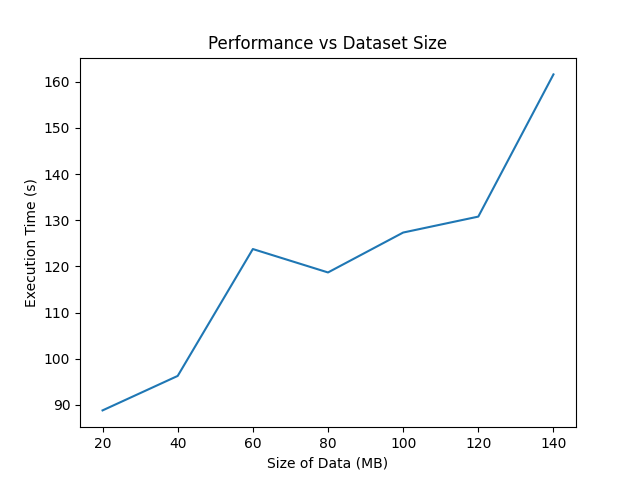 Performance vs Dataset Size
160
150
140
130
120
110
100
90
Execution Time (s)
20 40 60 80 100 120 140
Size of Data (MB)